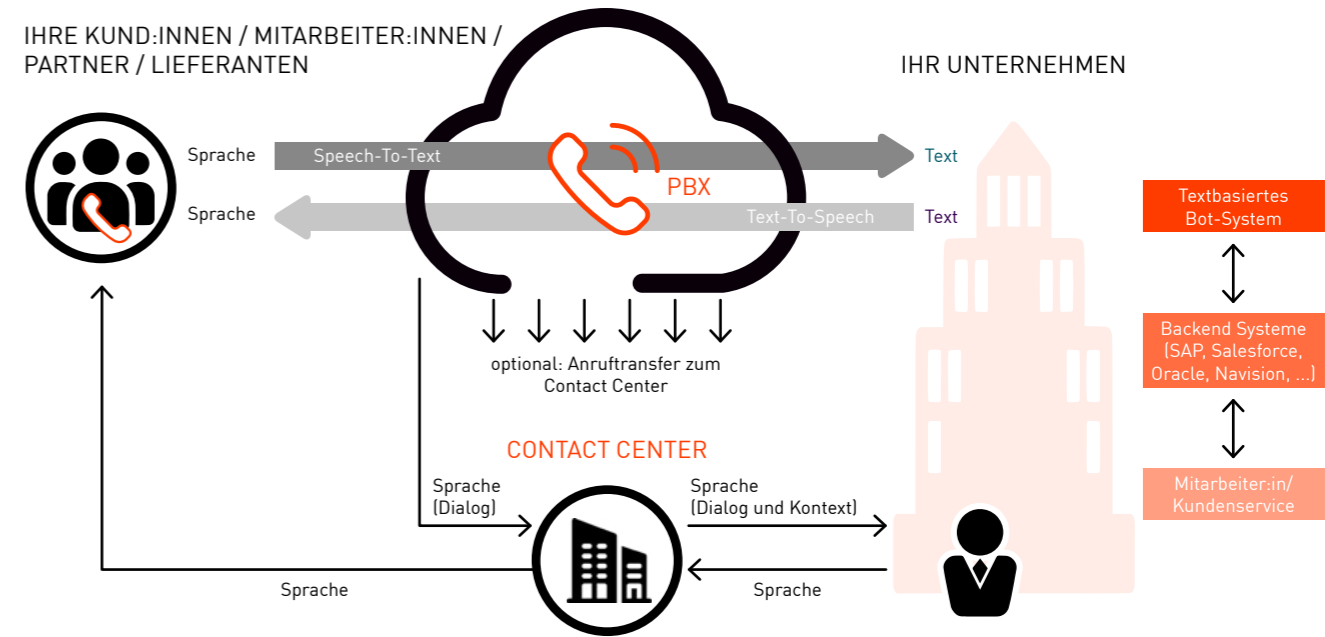 IHRE KUND:INNEN / MITARBEITER:INNEN /
PARTNER / LIEFERANTEN
IHR UNTERNEHMEN
Sprache
Speech-To-Text
Text
PBX
Sprache
Text-To-Speech
Text
Textbasiertes
Bot-System
Backend Systeme
(SAP, Salesforce,
Oracle, Navision, ...)
Mitarbeiter:in/
Kundenservice
optional: Anruftransfer zum
Contact Center
CONTACT CENTER
Sprache
(Dialog)
Sprache
(Dialog und Kontext)
Sprache
Sprache